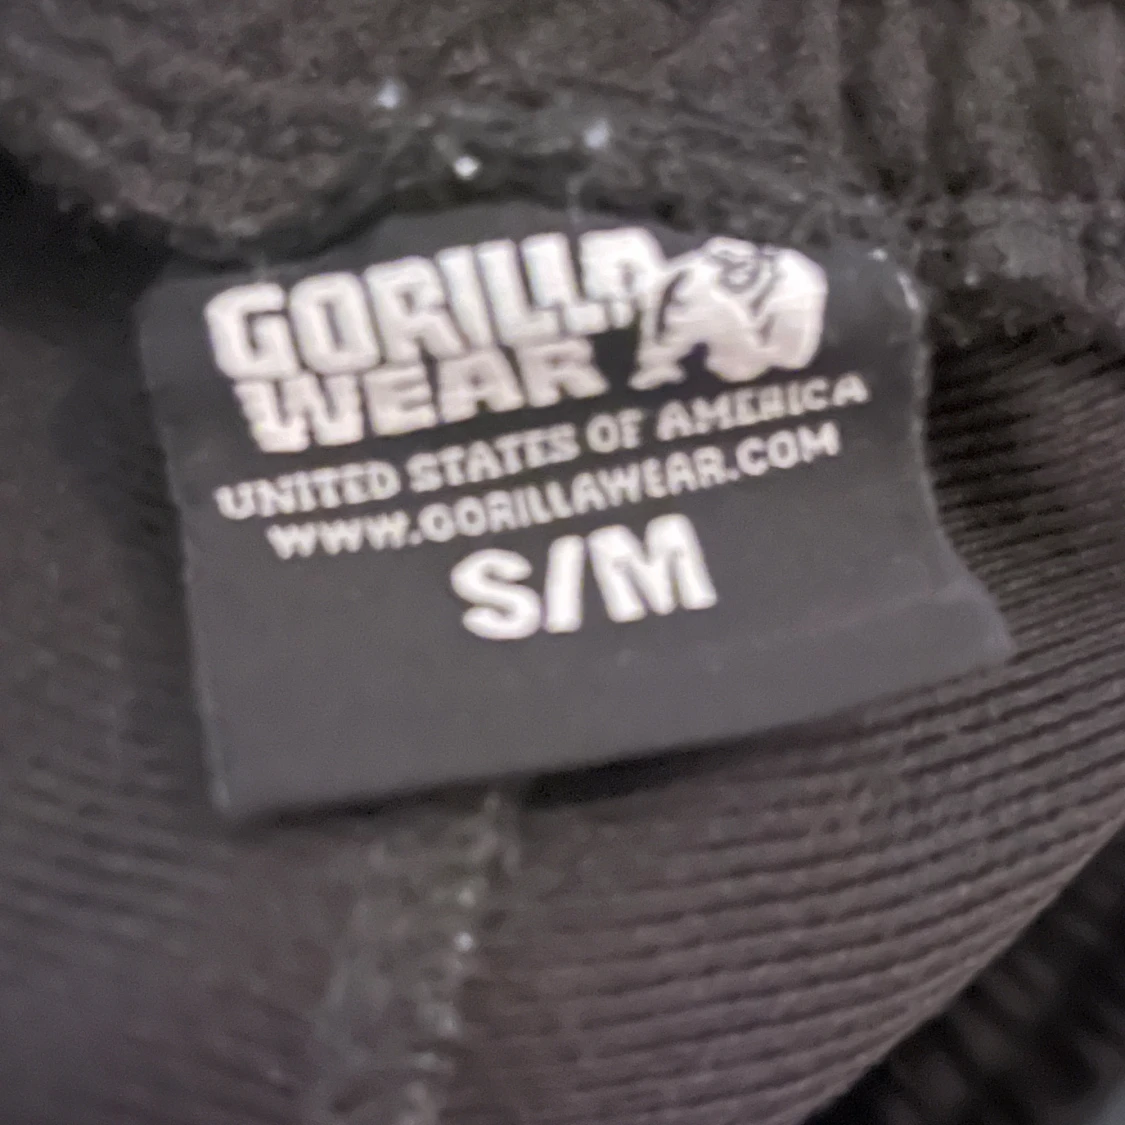 GORILLA
WEAR
UNITED STATES OF AMERICA
WWW.GORILLAWEAR.COM
S/M